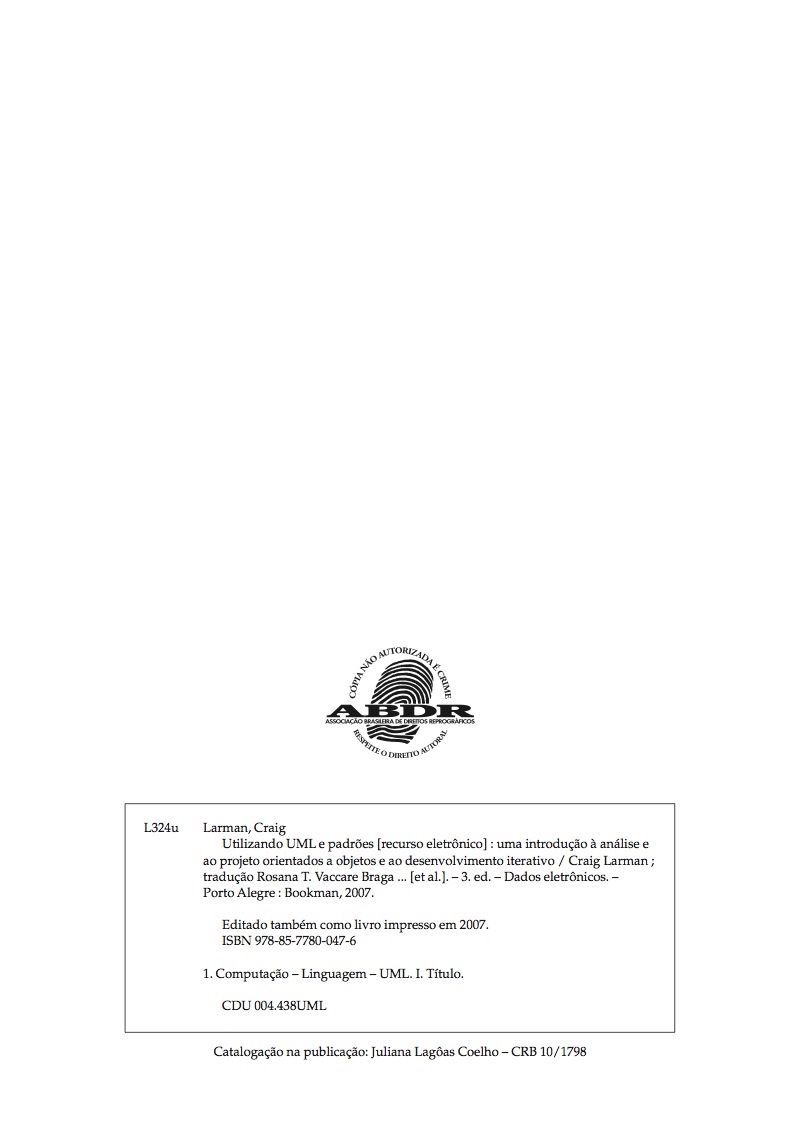 CÓPIA NÃO AUTORIZADA É CRIME
ABDR
ASSOCIAÇÃO BRASILEIRA DE DIREITOS REPROGRÁFICOS
RESPEITE O DIREITO AUTORAL
L324u Larman, Craig
Utilizando UML e padrões [recurso eletrônico] : uma introdução à análise e
ao projeto orientados a objetos e ao desenvolvimento iterativo / Craig Larman ;
tradução Rosana T. Vaccare Braga ... [et al.]. – 3. ed. – Dados eletrônicos. –
Porto Alegre : Bookman, 2007.
Editado também como livro impresso em 2007.
ISBN 978-85-7780-047-6
1. Computação – Linguagem – UML. I. Título.
CDU 004.438UML
Catalogação na publicação: Juliana Lagôas Coelho – CRB 10/1798